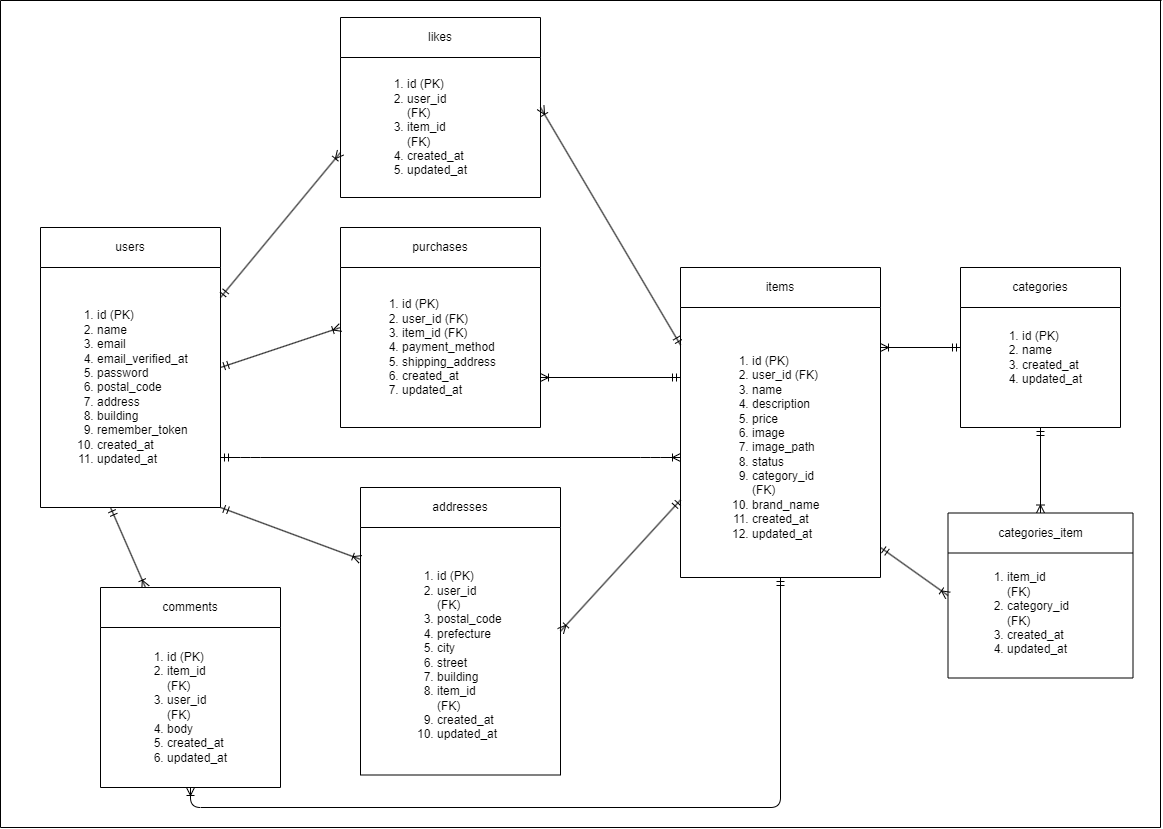 likes
1. id (PK)
2. user_id
(FK)
3. item_id
(FK)
4. created_at
5. updated_at
users
1. id (PK)
2. name
3. email
4. email_verified_at
5. password
6. postal_code
7. address
8. building
9. remember_token
10. created_at
11. updated_at
purchases
1. id (PK)
2. user_id (FK)
3. item_id (FK)
4. payment_method
5. shipping_address
6. created_at
7. updated_at
items
1. id (PK)
2. user_id (FK)
3. name
4. description
5. price
6. image
7. image_path
8. status
9. category_id
(FK)
10. brand_name
11. created_at
12. updated_at
categories
1. id (PK)
2. name
3. created_at
4. updated_at
addresses
1. id (PK)
2. user_id
(FK)
3. postal_code
4. prefecture
5. city
6. street
7. building
8. item_id
(FK)
9. created_at
10. updated_at
categories_item
1. item_id
(FK)
2. category_id
(FK)
3. created_at
4. updated_at
comments
1. id (PK)
2. item_id
(FK)
3. user_id
(FK)
4. body
5. created_at
6. updated_at